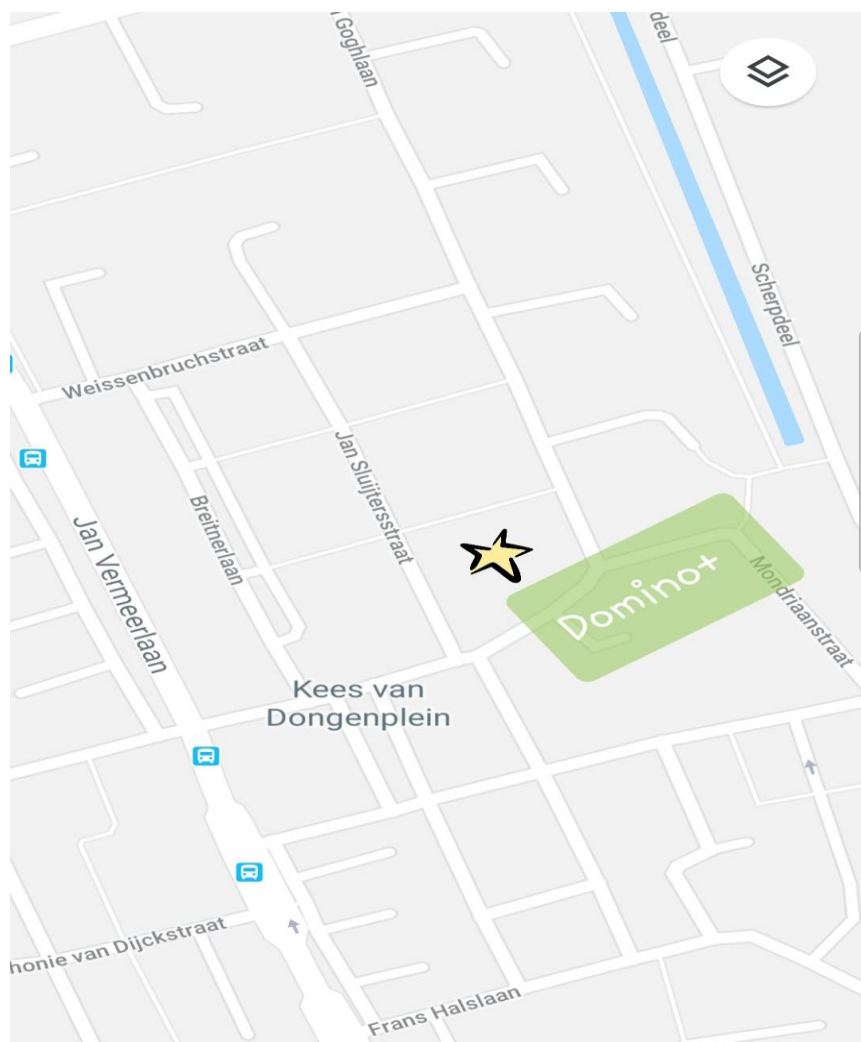 Goghlaan
deel
Scherpdeel
Weissenbruchstraat
Jan Sluijtersstraat
Breitnerlaan
Jan Vermeerlaan
Domino+
Mondriaanstraat
Kees van
Dongenplein
honie van Dijckstraat
Frans Halslaan